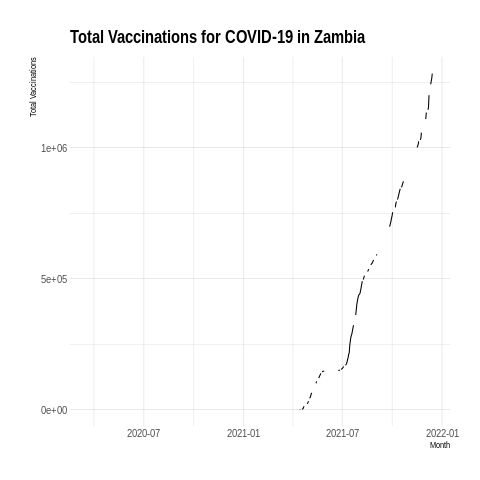 Total Vaccinations for COVID-19 in Zambia
Total Vaccinations
1e+06
5e+05
0e+00
2020-07 2021-01 2021-07 2022-01
Month